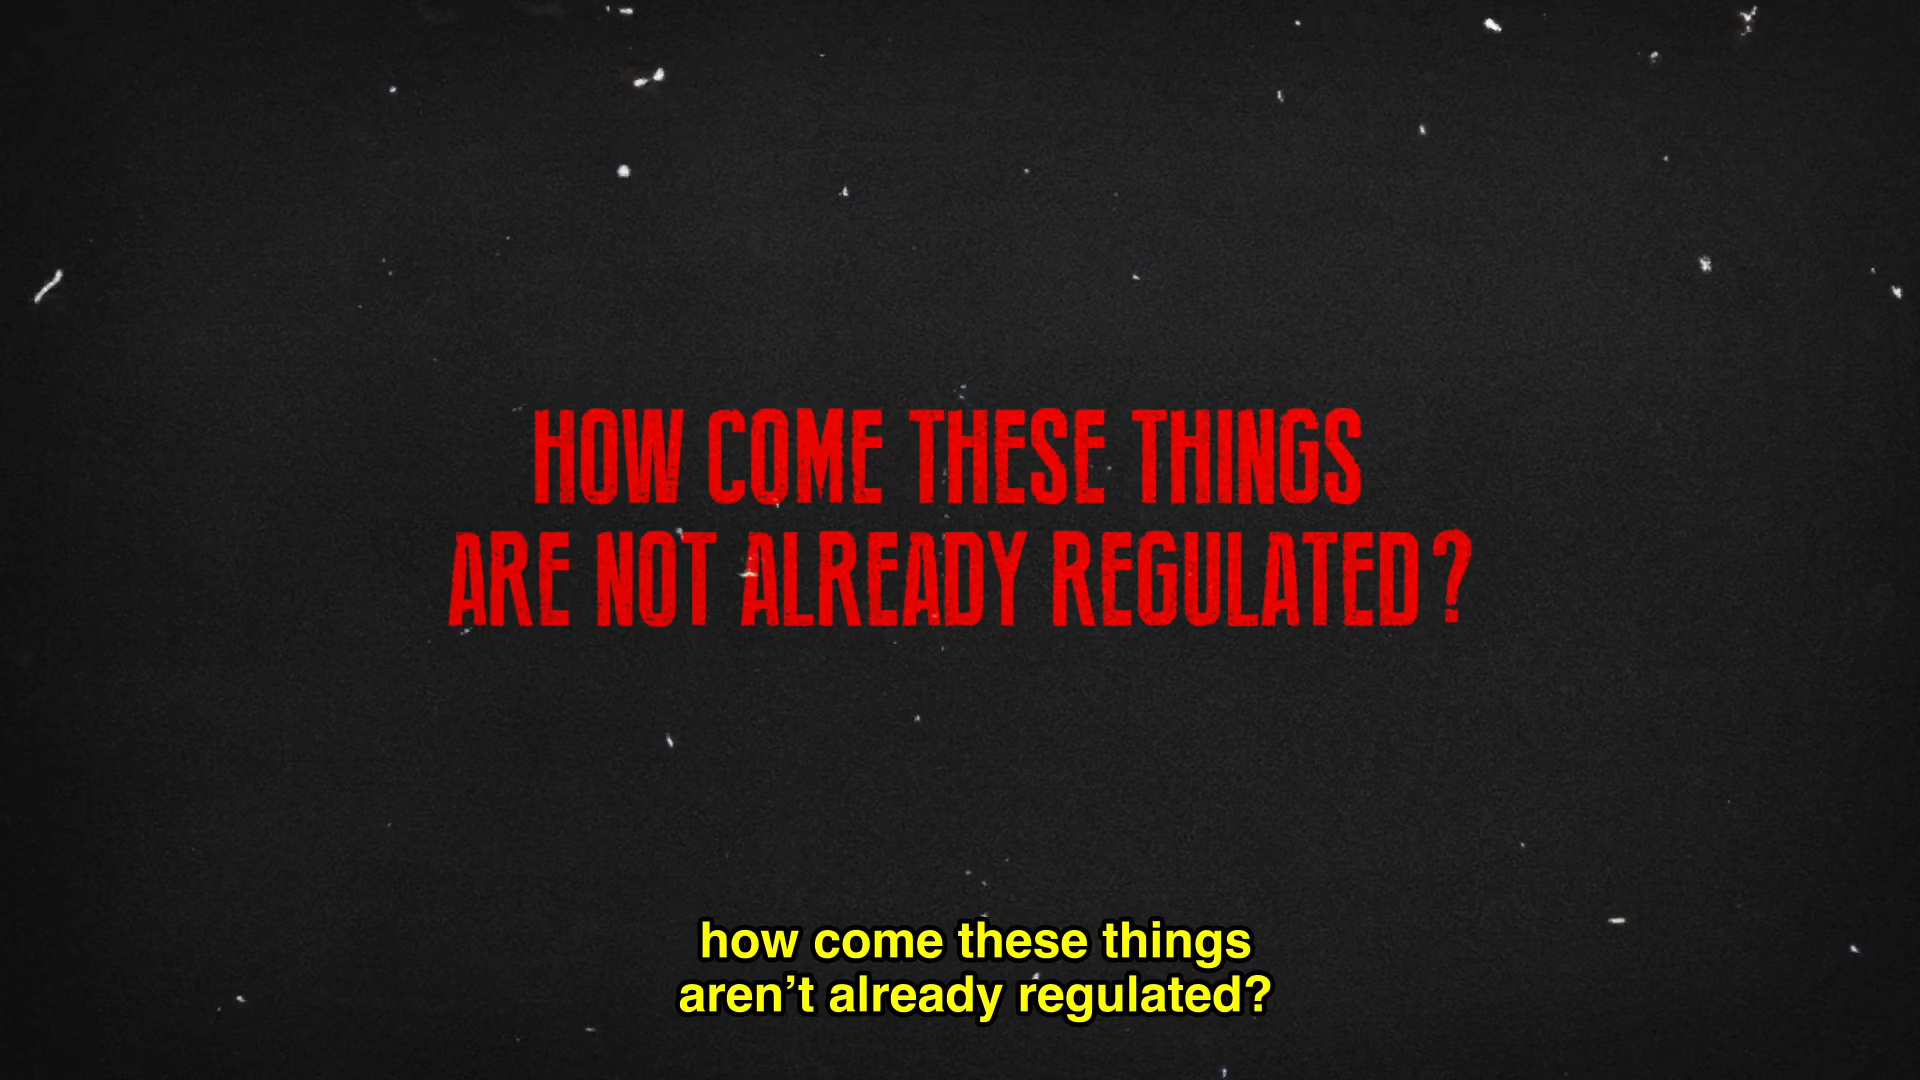 HOW COME THESE THINGS
ARE NOT ALREADY REGULATED?
how come these things
aren’t already regulated?